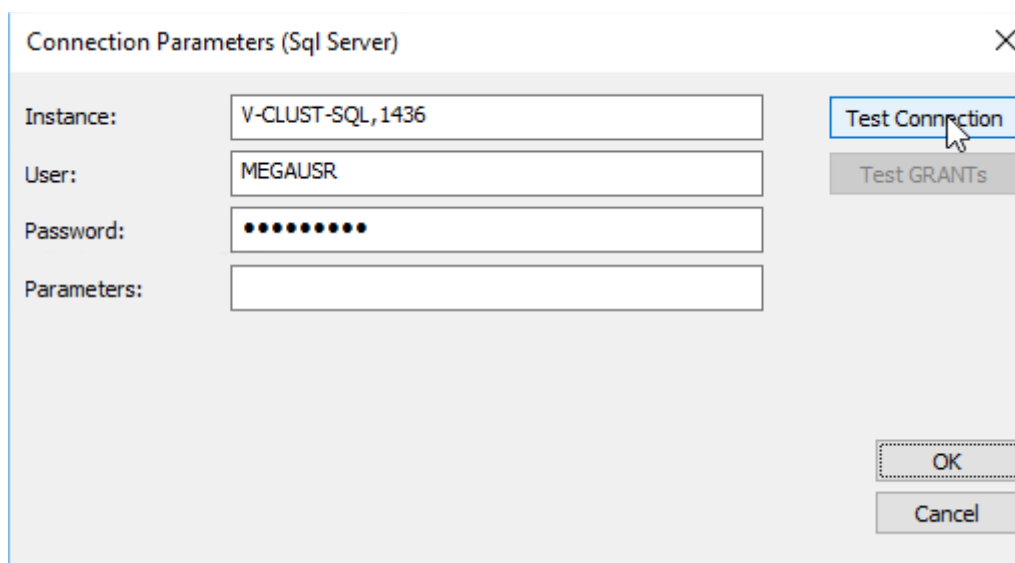 Connection Parameters (Sql Server)
Instance:
V-CLUST-SQL,1436
Test Connection
User:
MEGAUSR
Test GRANTs
Password:
•••••••••
Parameters:
OK
Cancel